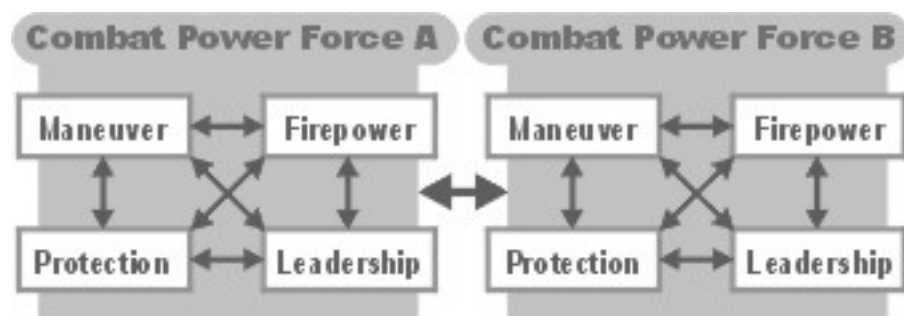 Combat Power Force A
Combat Power Force B
Maneuver
Firepower
Protection
Leadership
Maneuver
Firepower
Protection
Leadership